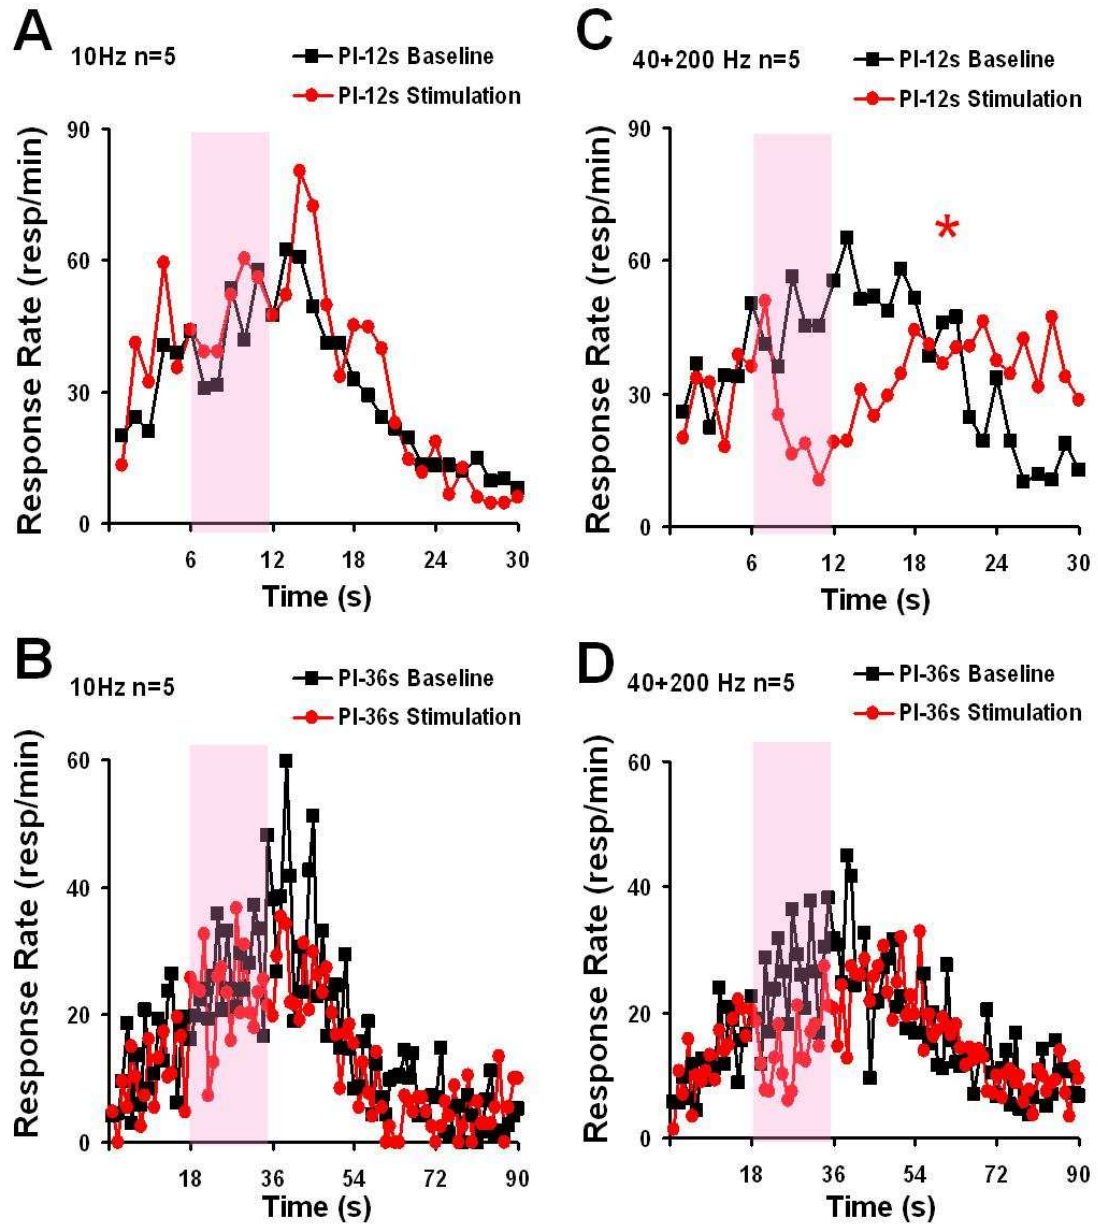 A
10Hz n=5
PI-12s Baseline
PI-12s Stimulation
Response Rate (resp/min)
90
60
30
0
6 12 18 24 30
Time (s)
C
40+200 Hz n=5
PI-12s Baseline
PI-12s Stimulation
Response Rate (resp/min)
90
60
30
0
*
6 12 18 24 30
Time (s)
B
10Hz n=5
PI-36s Baseline
PI-36s Stimulation
Response Rate (resp/min)
60
40
20
0
18 36 54 72 90
Time (s)
D
40+200 Hz n=5
PI-36s Baseline
PI-36s Stimulation
Response Rate (resp/min)
60
40
20
0
18 36 54 72 90
Time (s)